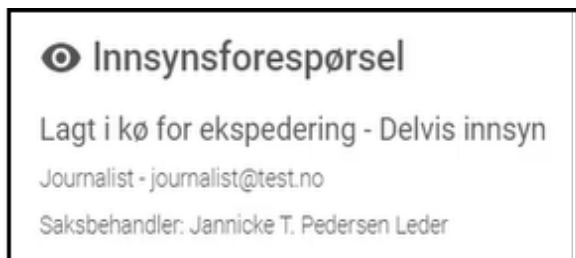 Innsynsforespørsel
Lagt i kø for ekspedering - Delvis innsyn
Journalist - journalist@test.no
Saksbehandler: Jannicke T. Pedersen Leder